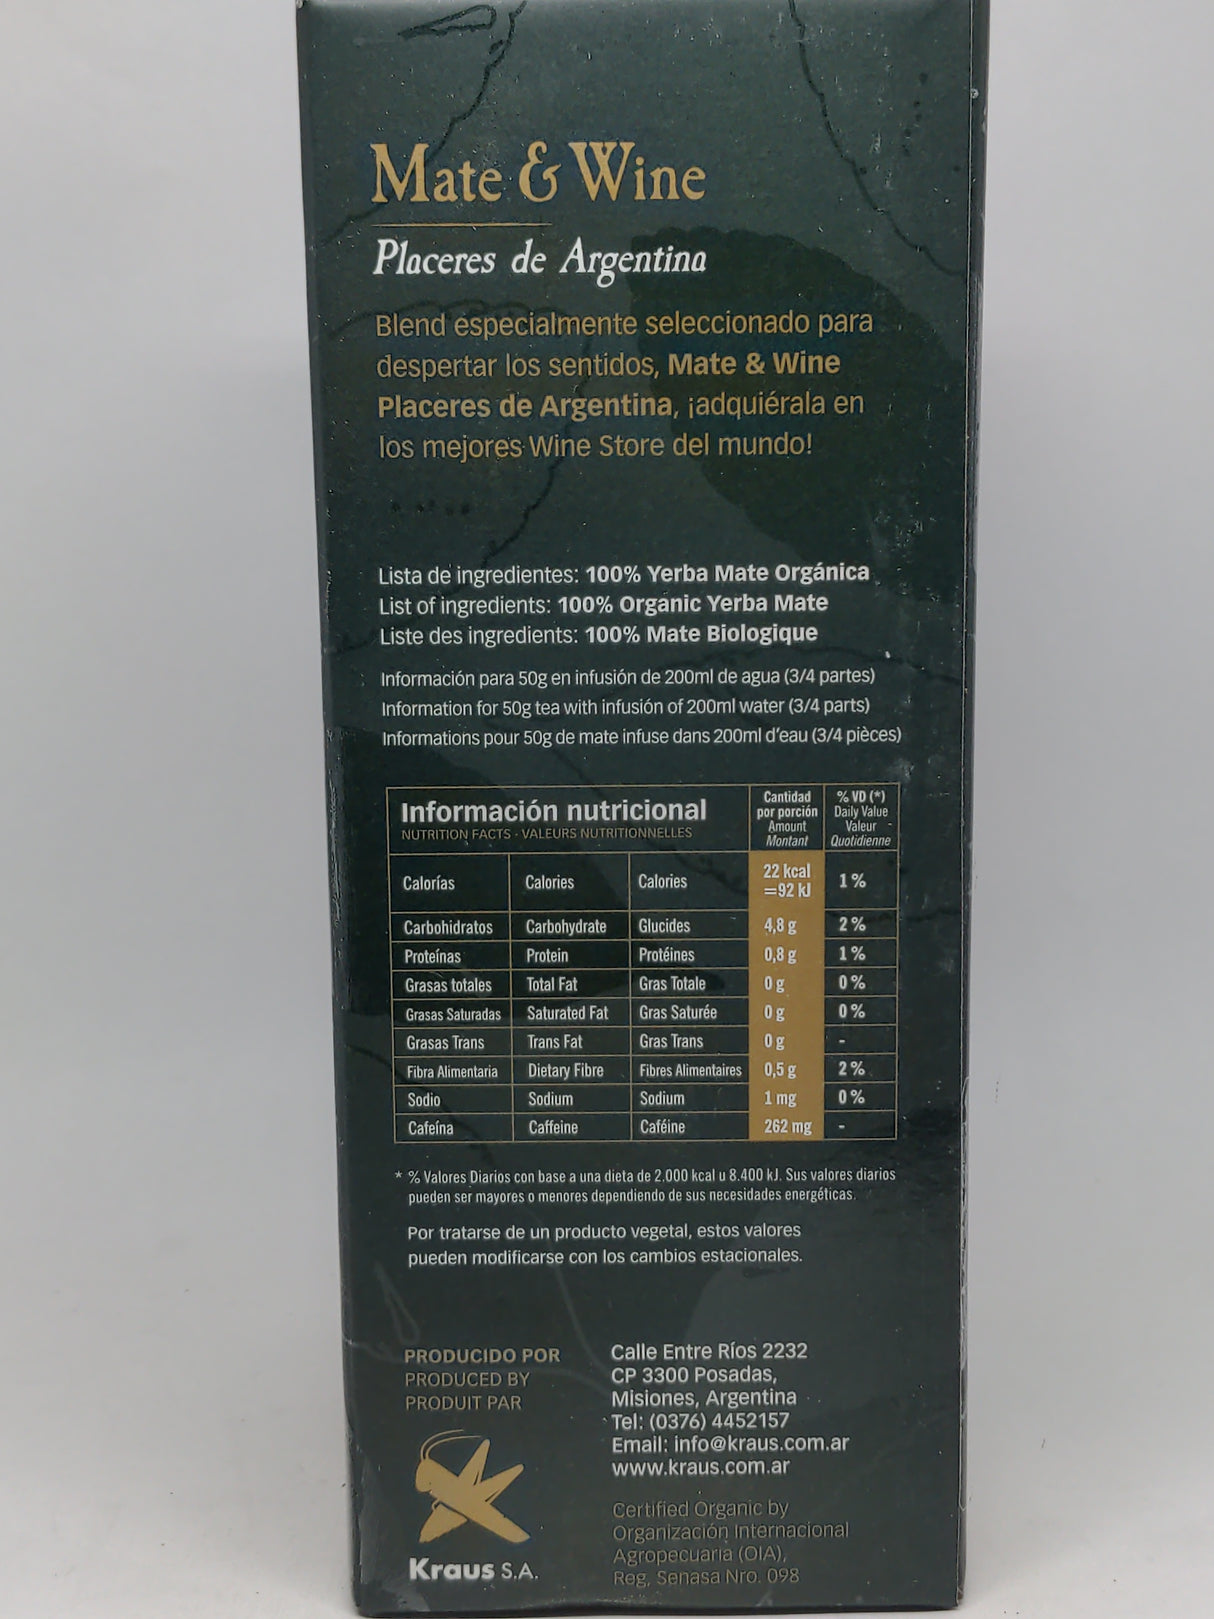 Mate & Wine
Placeres de Argentina
Blend especialmente seleccionado para
despertar los sentidos, Mate & Wine
Placeres de Argentina, ¡adquiérala en
los mejores Wine Store del mundo!
Lista de ingredientes: 100% Yerba Mate Orgánica
List of ingredients: 100% Organic Yerba Mate
Liste des ingredients: 100% Mate Biologique
Información para 50g en infusión de 200ml de agua (3/4 partes)
Information for 50g tea with infusión of 200ml water (3/4 parts)
Informations pour 50g de mate infuse dans 200ml d'eau (3/4 pièces)
Información nutricional
NUTRITION FACTS - VALEURS NUTRITIONNELLES
Cantidad
por porción
Amount
Montant
% VD (*)
Daily Value
Valeur
Quotidienne
Calorías Calories Calories 22 kcal =92 kJ 1%
Carbohidratos Carbohydrate Glucides 4,8 g 2%
Proteínas Protein Protéines 0,8 g 1%
Grasas totales Total Fat Gras Totale 0 g 0%
Grasas Saturadas Saturated Fat Gras Saturée 0 g 0%
Grasas Trans Trans Fat Gras Trans 0 g -
Fibra Alimentaria Dietary Fibre Fibres Alimentaires 0,5 g 2%
Sodio Sodium Sodium 1 mg 0%
Cafeína Caffeine Caféine 262 mg -
* % Valores Diarios con base a una dieta de 2.000 kcal u 8.400 kJ. Sus valores diarios
pueden ser mayores o menores dependiendo de sus necesidades energéticas.
Por tratarse de un producto vegetal, estos valores
pueden modificarse con los cambios estacionales.
PRODUCIDO POR
PRODUCED BY
PRODUIT PAR
Kraus S.A.
Calle Entre Ríos 2232
CP 3300 Posadas,
Misiones, Argentina
Tel: (0376) 4452157
Email: info@kraus.com.ar
www.kraus.com.ar
Certified Organic by
Organización Internacional
Agropecuaria (OIA),
Reg. Senasa Nro. 098